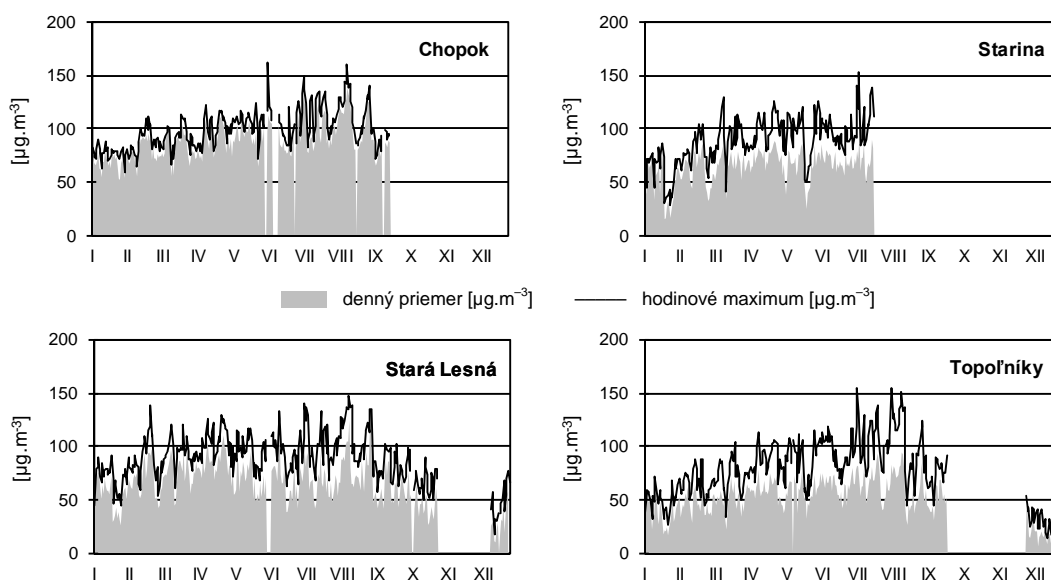 Chopok
[µg.m⁻³]
200
150
100
50
0
I II III IV V VI VII VIII IX X XI XII
Starina
[µg.m⁻³]
200
150
100
50
0
I II III IV V VI VII VIII IX X XI XII
denný priemer [µg.m⁻³] hodinové maximum [µg.m⁻³]
Stará Lesná
[µg.m⁻³]
200
150
100
50
0
I II III IV V VI VII VIII IX X XI XII
Topoľníky
[µg.m⁻³]
200
150
100
50
0
I II III IV V VI VII VIII IX X XI XII